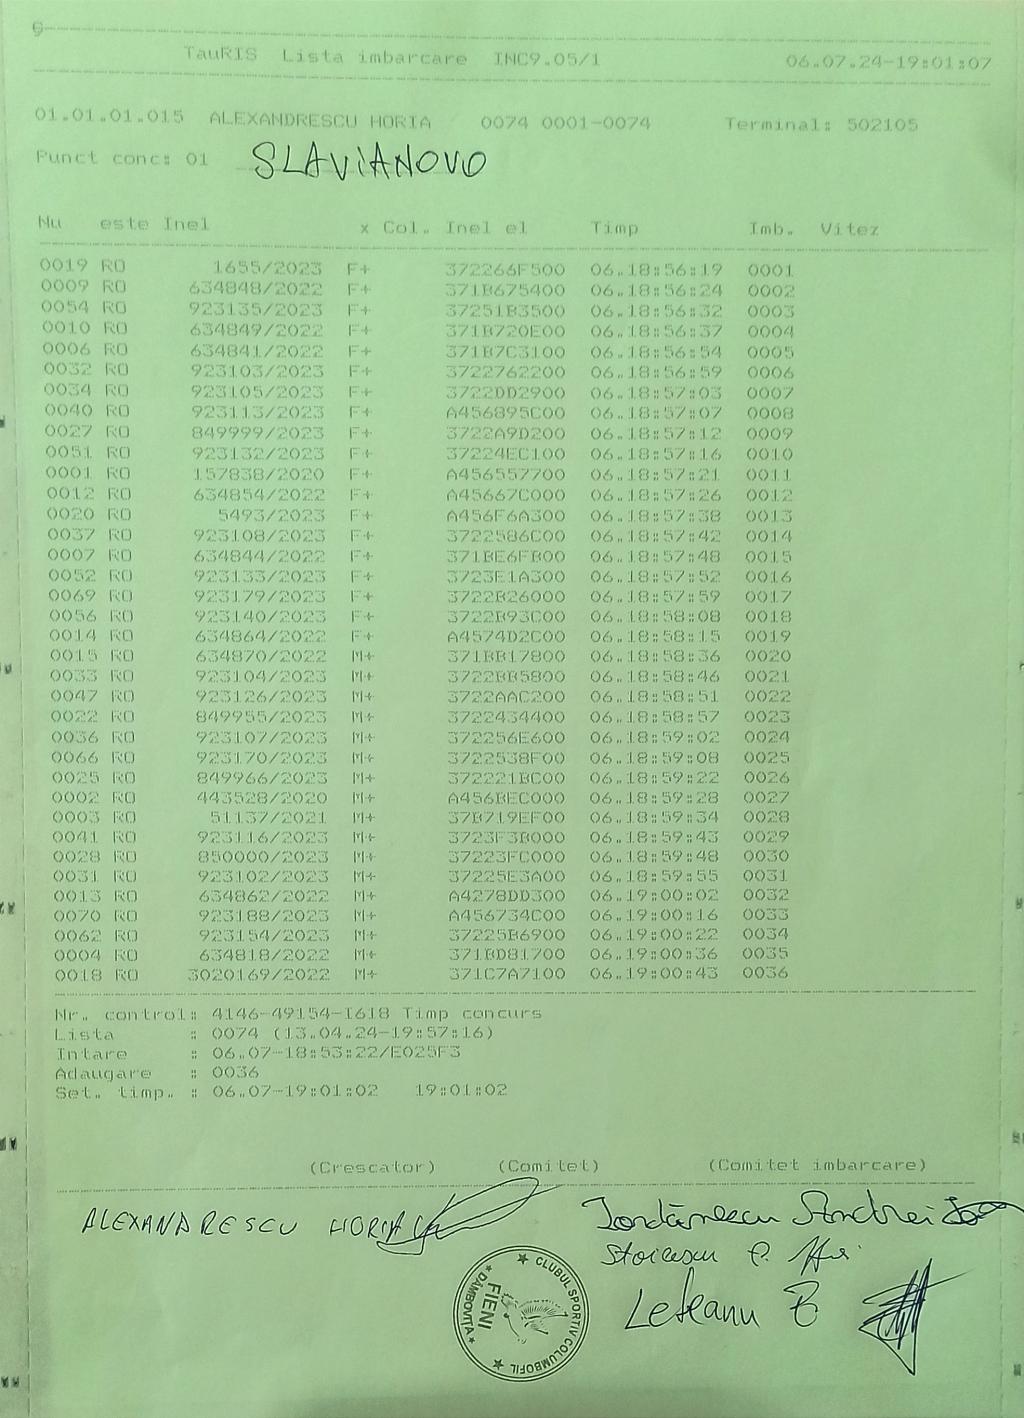 TauRIS Lista imbarcare INC9.05/1 06.07.24-19:01:07
01.01.01.015 ALEXANDRESCU HORIA 0074 0001-0074 Terminal: 502105
Punct conc: 01 SLAVIANOVO
Nu este Inel x Col. Inel el Timp Imb. Vitez
0019 RO 1655/2023 F+ 372266F500 06.18:56:19 0001
0009 RO 634848/2022 F+ 371B675400 06.18:56:24 0002
0054 RO 923135/2023 F+ 37251B3500 06.18:56:32 0003
0010 RO 634849/2022 F+ 371B720E00 06.18:56:37 0004
0006 RO 634841/2022 F+ 371B7C3100 06.18:56:54 0005
0032 RO 923103/2023 F+ 3722762200 06.18:56:59 0006
0034 RO 923105/2023 F+ 3722DD2900 06.18:57:03 0007
0040 RO 923113/2023 F+ A456895C00 06.18:57:07 0008
0027 RO 849999/2023 F+ 3722A9D200 06.18:57:12 0009
0051 RO 923132/2023 F+ 37224EC100 06.18:57:16 0010
0001 RO 157838/2020 F+ A456557700 06.18:57:21 0011
0012 RO 634854/2022 F+ A45667C000 06.18:57:26 0012
0020 RO 5493/2023 F+ A456F6A300 06.18:57:38 0013
0037 RO 923108/2023 F+ 3722586C00 06.18:57:42 0014
0007 RO 634844/2022 F+ 371BE6FB00 06.18:57:48 0015
0052 RO 923133/2023 F+ 3723E1A300 06.18:57:52 0016
0069 RO 923179/2023 F+ 3722B26000 06.18:57:59 0017
0056 RO 923140/2023 F+ 3722B93C00 06.18:58:08 0018
0014 RO 634864/2022 F+ A4574D2C00 06.18:58:15 0019
0015 RO 634870/2022 M+ 371BB17800 06.18:58:36 0020
0033 RO 923104/2023 M+ 3722BB5800 06.18:58:46 0021
0047 RO 923126/2023 M+ 3722AAC200 06.18:58:51 0022
0022 RO 849955/2023 M+ 3722434400 06.18:58:57 0023
0036 RO 923107/2023 M+ 372256E600 06.18:59:02 0024
0066 RO 923170/2023 M+ 3722538F00 06.18:59:08 0025
0025 RO 849966/2023 M+ 372221BC00 06.18:59:22 0026
0002 RO 443528/2020 M+ A456BEC000 06.18:59:28 0027
0003 RO 51137/2021 M+ 37B719EF00 06.18:59:34 0028
0041 RO 923116/2023 M+ 3723F3B000 06.18:59:43 0029
0028 RO 850000/2023 M+ 37223FC000 06.18:59:48 0030
0031 RO 923102/2023 M+ 37225E3A00 06.18:59:55 0031
0013 RO 634862/2022 M+ A4278DD300 06.19:00:02 0032
0070 RO 923188/2023 M+ A456734C00 06.19:00:16 0033
0062 RO 923154/2023 M+ 37225B6900 06.19:00:22 0034
0004 RO 634818/2022 M+ 371BD81700 06.19:00:36 0035
0018 RO 3020169/2022 M+ 371C7A7100 06.19:00:43 0036
Nr. control: 4146-49154-I618 Timp concurs
Lista : 0074 (13.04.24-19:57:16)
Intare : 06.07-18:53:22/E025F3
Adaugare : 0036
Set. timp. : 06.07-19:01:02 19:01:02
(Crescator) (Comitet) (Comitet imbarcare)
ALEXANDRESCU HORIA Iordănescu Andrei
Stoicescu P.
Leteanu
CLUBUL SPORTIV COLUMBOFIL
FIENI
DÂMBOVIȚA